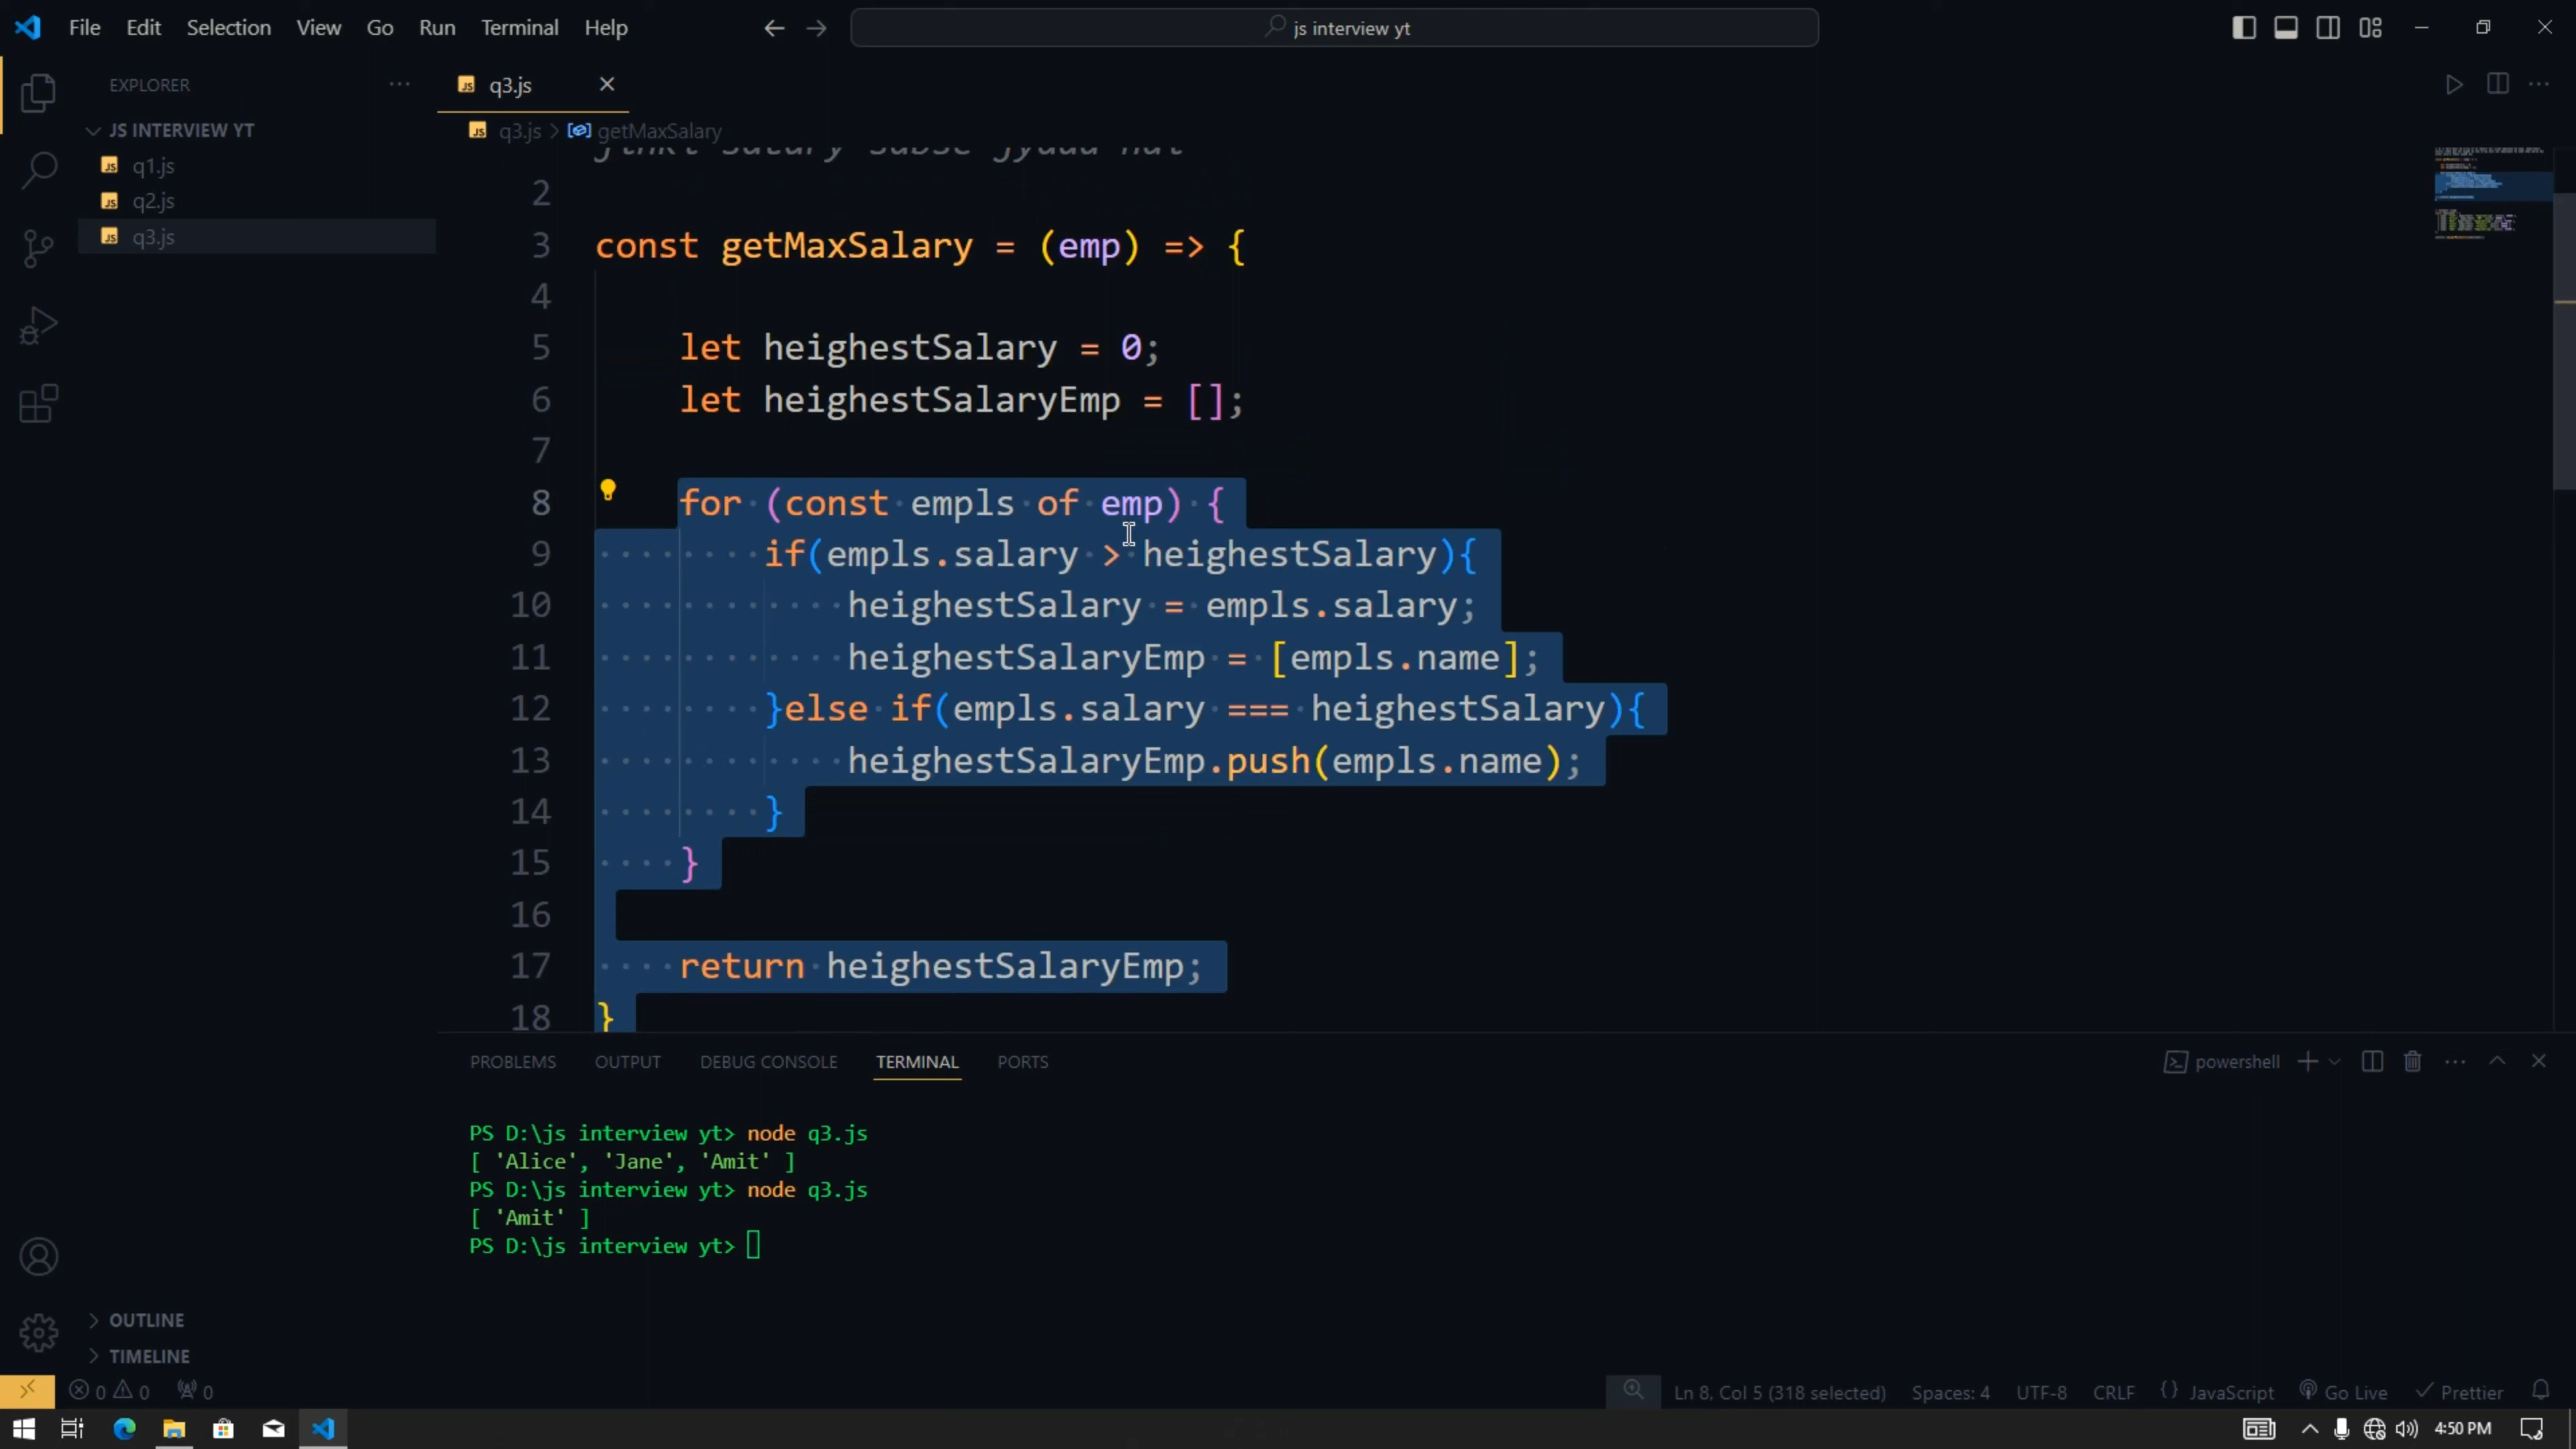 File Edit Selection View Go Run Terminal Help
js interview yt
EXPLORER
JS INTERVIEW YT
q1.js
q2.js
q3.js
q3.js
q3.js > getMaxSalary
2
3 const getMaxSalary = (emp) => {
4
5 let heighestSalary = 0;
6 let heighestSalaryEmp = [];
7
8 for (const empls of emp) {
9 if(empls.salary > heighestSalary){
10 heighestSalary = empls.salary;
11 heighestSalaryEmp = [empls.name];
12 }else if(empls.salary === heighestSalary){
13 heighestSalaryEmp.push(empls.name);
14 }
15 }
16
17 return heighestSalaryEmp;
18 }
PROBLEMS OUTPUT DEBUG CONSOLE TERMINAL PORTS
powershell
PS D:\js interview yt> node q3.js
[ 'Alice', 'Jane', 'Amit' ]
PS D:\js interview yt> node q3.js
[ 'Amit' ]
PS D:\js interview yt>
OUTLINE
TIMELINE
0 0 0
Ln 8, Col 5 (318 selected) Spaces: 4 UTF-8 CRLF {} JavaScript Go Live Prettier
4:50 PM